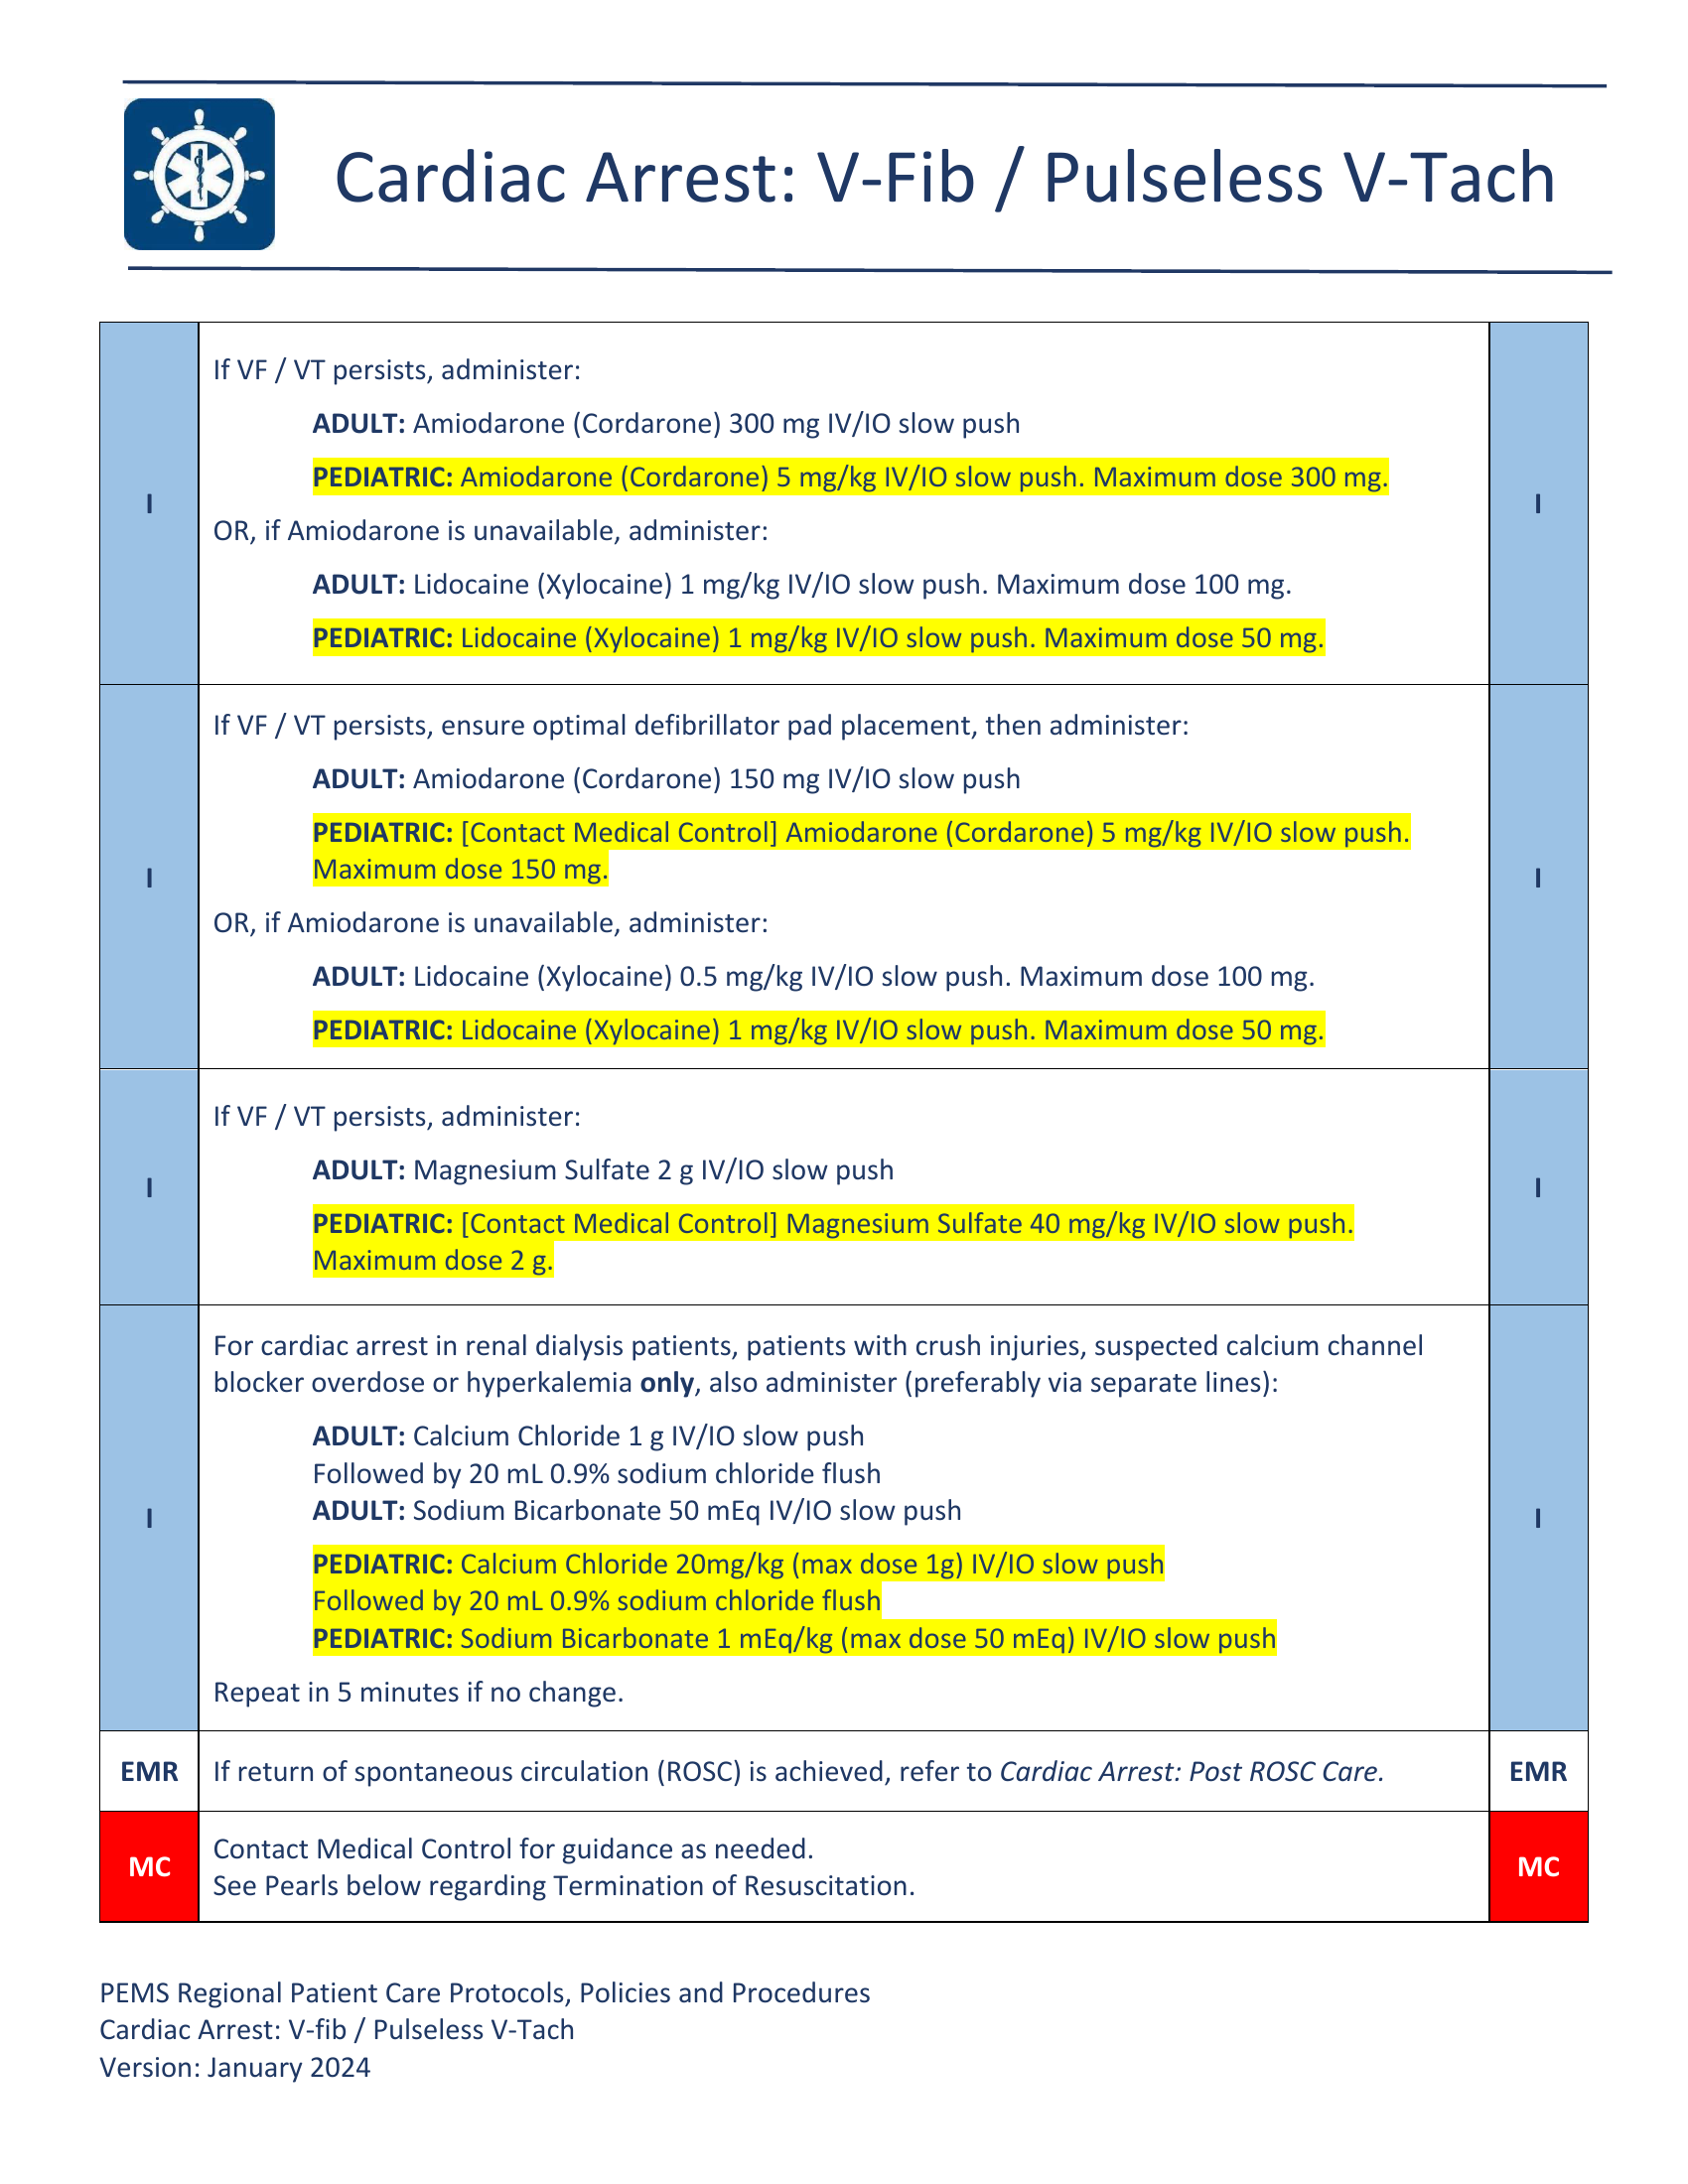 Cardiac Arrest: V-Fib / Pulseless V-Tach
I
If VF / VT persists, administer:
ADULT: Amiodarone (Cordarone) 300 mg IV/IO slow push
PEDIATRIC: Amiodarone (Cordarone) 5 mg/kg IV/IO slow push. Maximum dose 300 mg.
OR, if Amiodarone is unavailable, administer:
ADULT: Lidocaine (Xylocaine) 1 mg/kg IV/IO slow push. Maximum dose 100 mg.
PEDIATRIC: Lidocaine (Xylocaine) 1 mg/kg IV/IO slow push. Maximum dose 50 mg.
I
I
If VF / VT persists, ensure optimal defibrillator pad placement, then administer:
ADULT: Amiodarone (Cordarone) 150 mg IV/IO slow push
PEDIATRIC: [Contact Medical Control] Amiodarone (Cordarone) 5 mg/kg IV/IO slow push.
Maximum dose 150 mg.
OR, if Amiodarone is unavailable, administer:
ADULT: Lidocaine (Xylocaine) 0.5 mg/kg IV/IO slow push. Maximum dose 100 mg.
PEDIATRIC: Lidocaine (Xylocaine) 1 mg/kg IV/IO slow push. Maximum dose 50 mg.
I
I
If VF / VT persists, administer:
ADULT: Magnesium Sulfate 2 g IV/IO slow push
PEDIATRIC: [Contact Medical Control] Magnesium Sulfate 40 mg/kg IV/IO slow push.
Maximum dose 2 g.
I
I
For cardiac arrest in renal dialysis patients, patients with crush injuries, suspected calcium channel
blocker overdose or hyperkalemia only, also administer (preferably via separate lines):
ADULT: Calcium Chloride 1 g IV/IO slow push
Followed by 20 mL 0.9% sodium chloride flush
ADULT: Sodium Bicarbonate 50 mEq IV/IO slow push
PEDIATRIC: Calcium Chloride 20mg/kg (max dose 1g) IV/IO slow push
Followed by 20 mL 0.9% sodium chloride flush
PEDIATRIC: Sodium Bicarbonate 1 mEq/kg (max dose 50 mEq) IV/IO slow push
Repeat in 5 minutes if no change.
I
EMR
If return of spontaneous circulation (ROSC) is achieved, refer to Cardiac Arrest: Post ROSC Care.
EMR
MC
Contact Medical Control for guidance as needed.
See Pearls below regarding Termination of Resuscitation.
MC
PEMS Regional Patient Care Protocols, Policies and Procedures
Cardiac Arrest: V-fib / Pulseless V-Tach
Version: January 2024